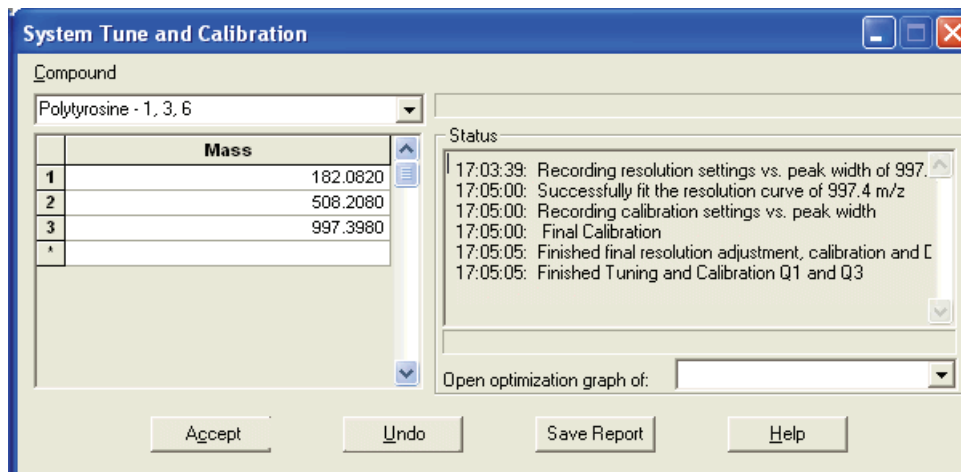 System Tune and Calibration
Compound
Polytyrosine - 1, 3, 6
Mass
1 182.0820
2 508.2080
3 997.3980
*
Status
17:03:39: Recording resolution settings vs. peak width of 997.
17:05:00: Successfully fit the resolution curve of 997.4 m/z
17:05:00: Recording calibration settings vs. peak width
17:05:00: Final Calibration
17:05:05: Finished final resolution adjustment, calibration and
17:05:05: Finished Tuning and Calibration Q1 and Q3
Open optimization graph of:
Accept Undo Save Report Help